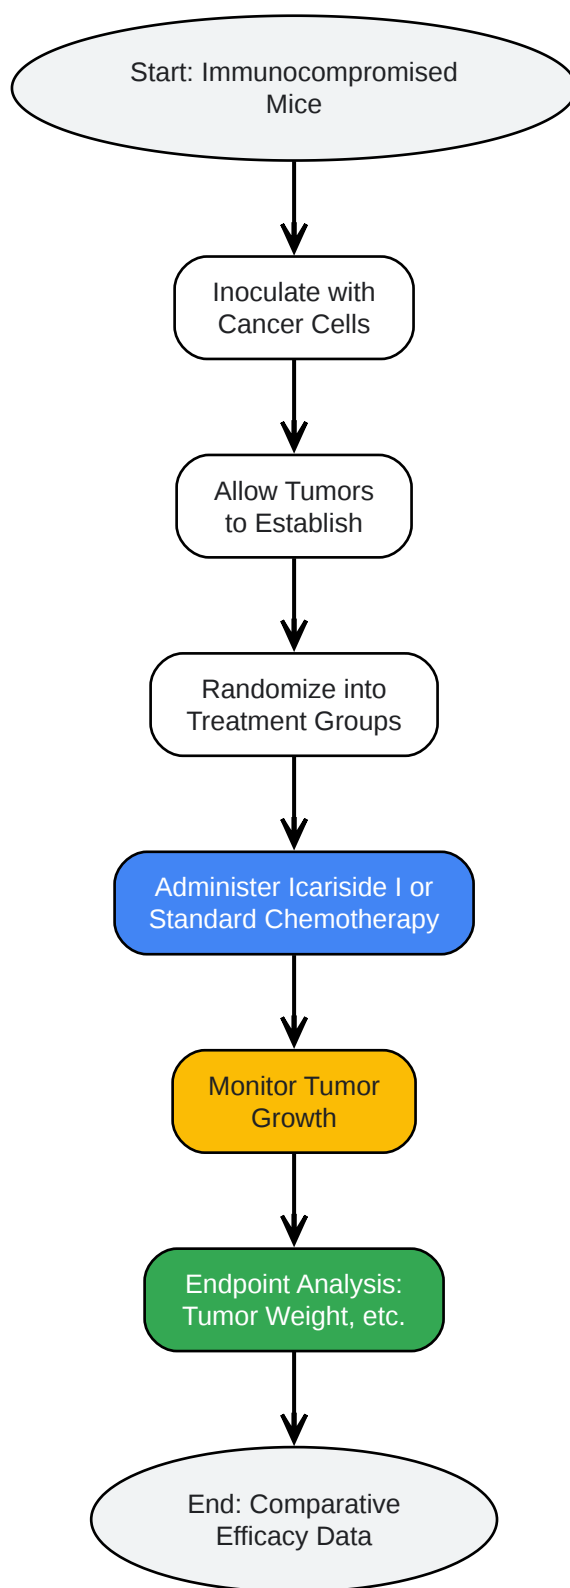 Start: Immunocompromised
Mice
Inoculate with
Cancer Cells
Allow Tumors
to Establish
Randomize into
Treatment Groups
Administer Icariside I or
Standard Chemotherapy
Monitor Tumor
Growth
Endpoint Analysis:
Tumor Weight, etc.
End: Comparative
Efficacy Data